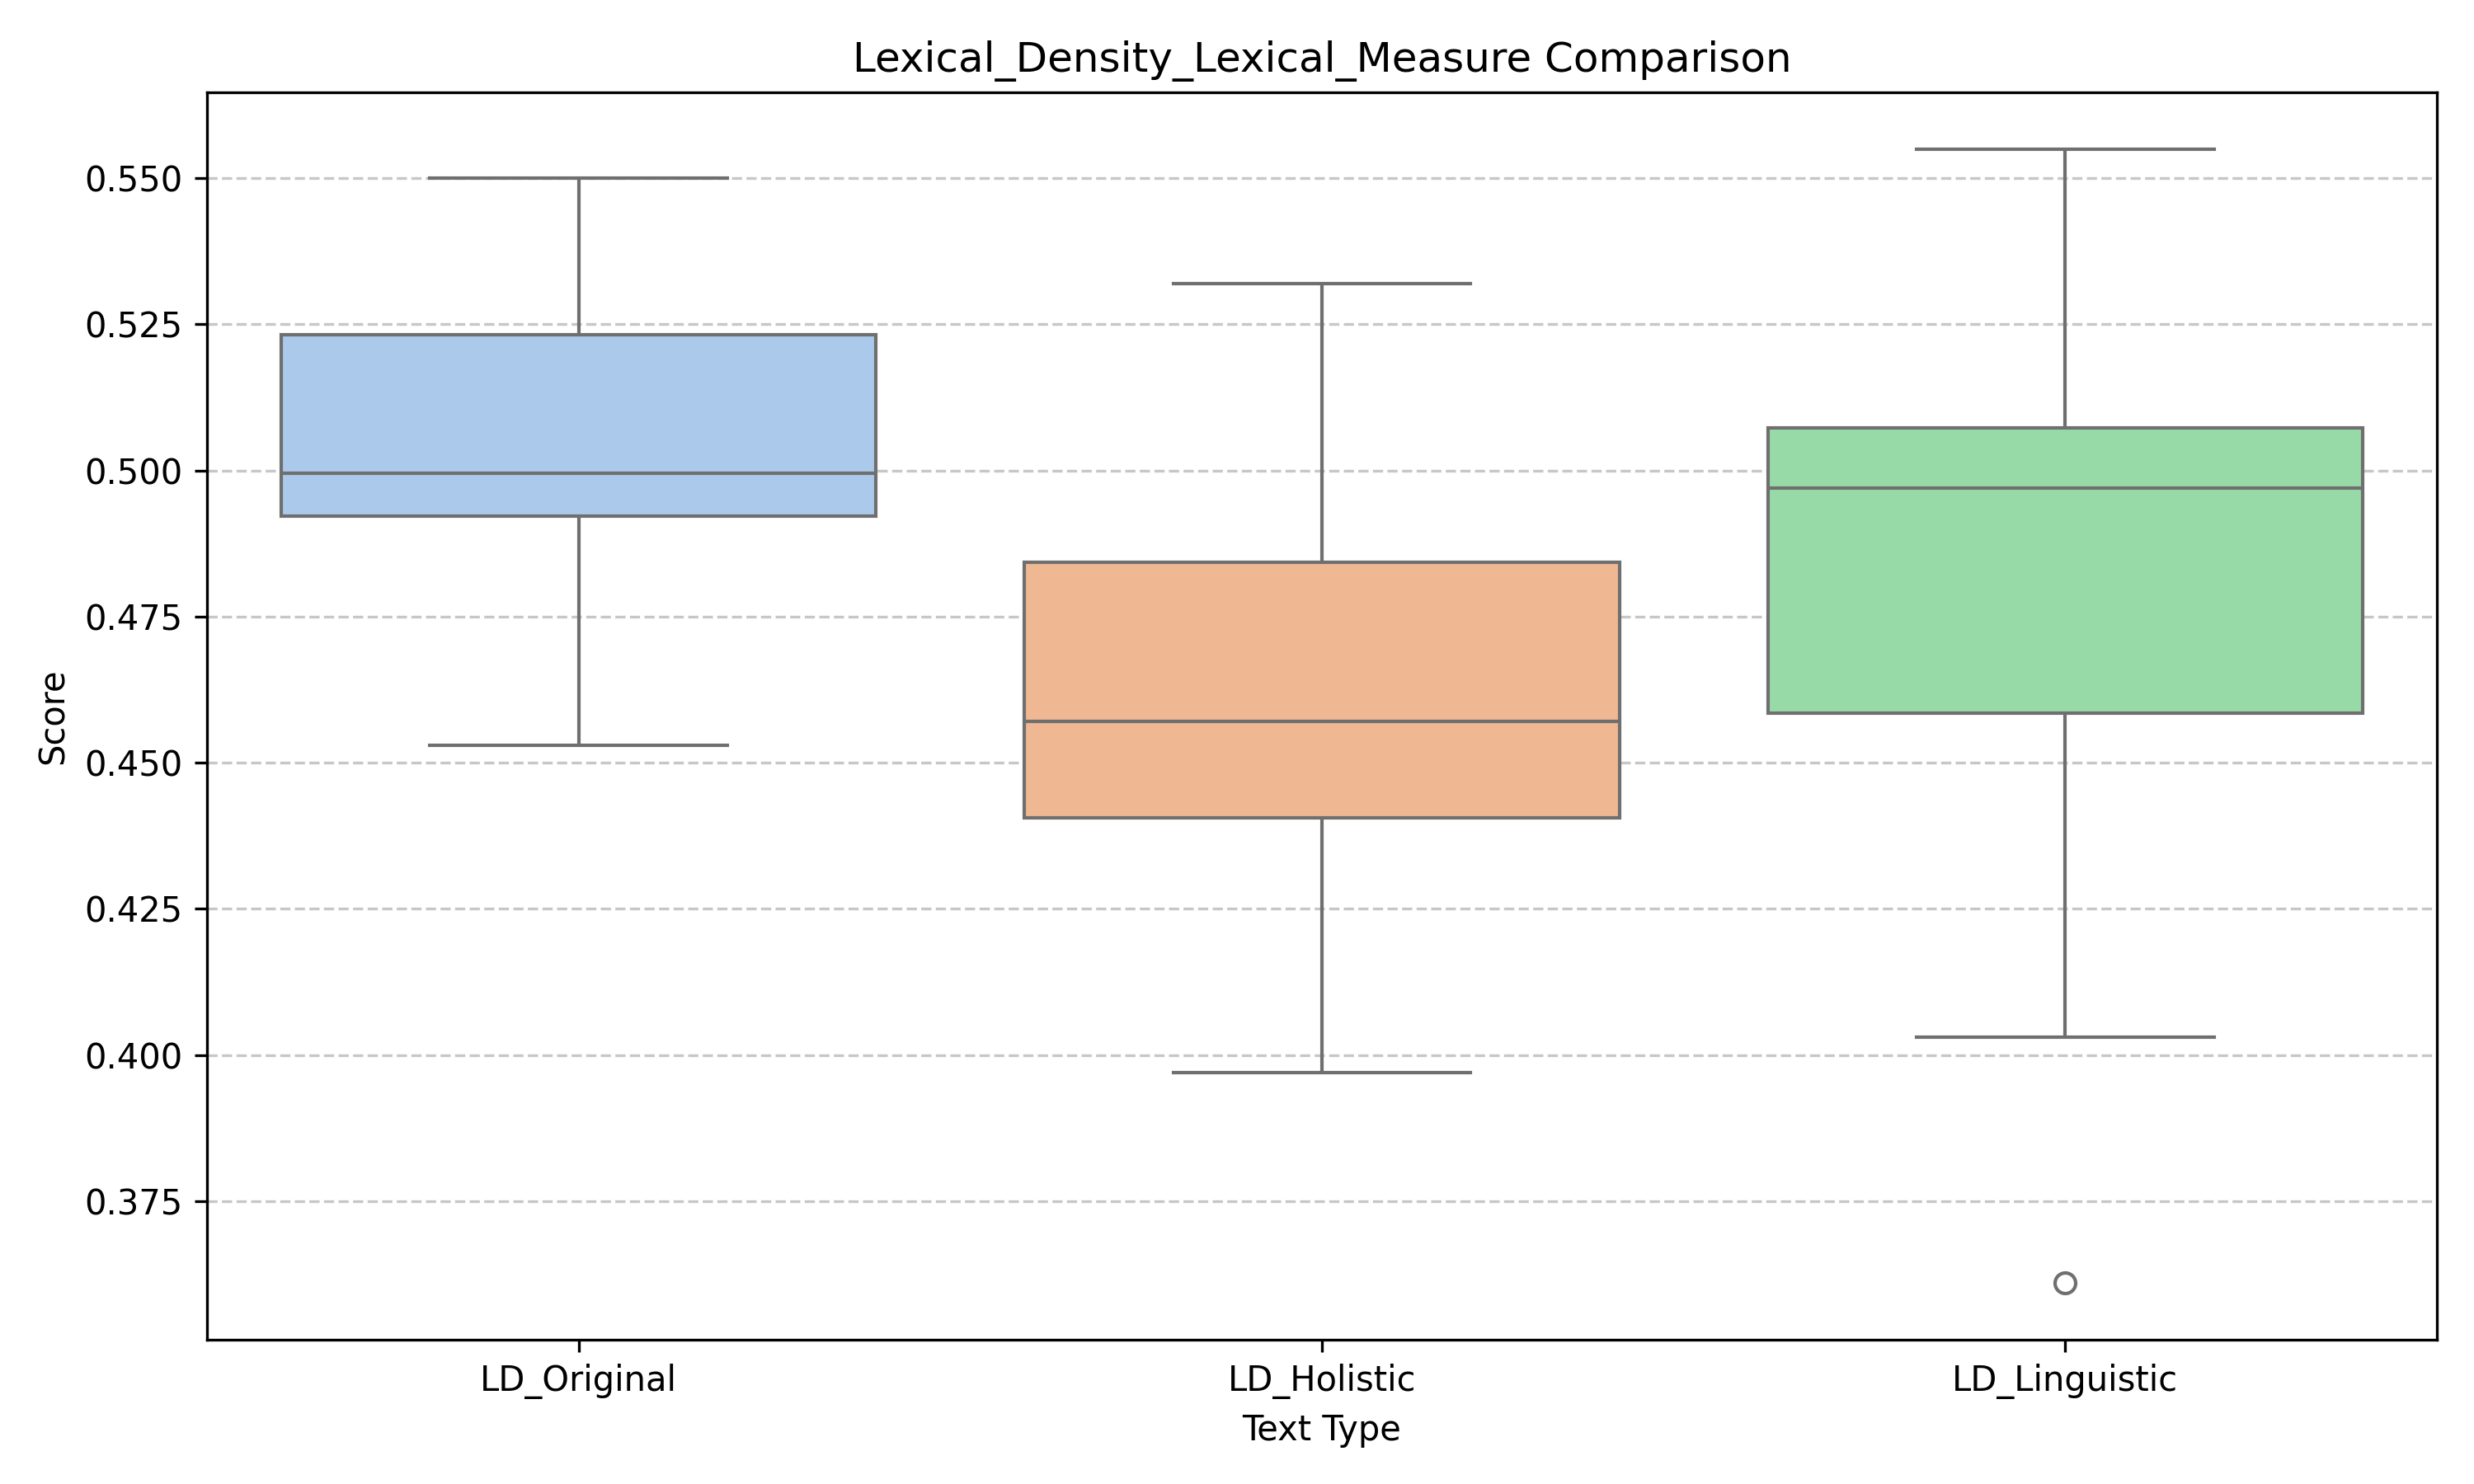 Lexical_Density_Lexical_Measure Comparison
0.550
0.525
0.500
0.475
0.450
0.425
0.400
0.375
Score
LD_Original
LD_Holistic
LD_Linguistic
Text Type